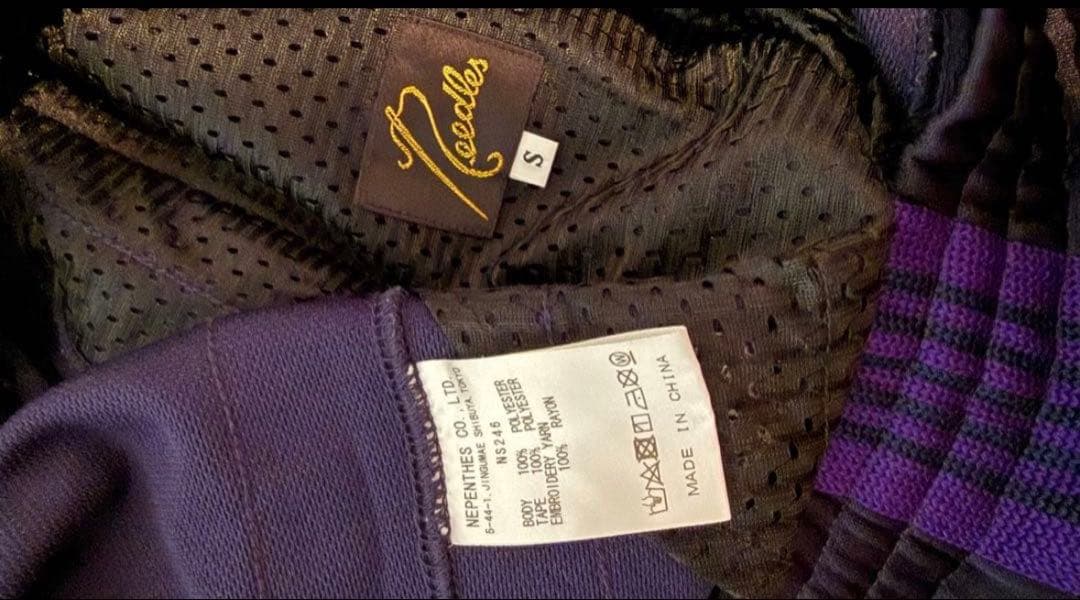 Needles
S
NEPENTHES CO., LTD.
6-44-1, JINGUMAE SHIBUYA TOKYO
NS246
BODY 100% POLYESTER
TAPE 100% POLYESTER
EMBROIDERY YARN
100% RAYON
W
MADE IN CHINA